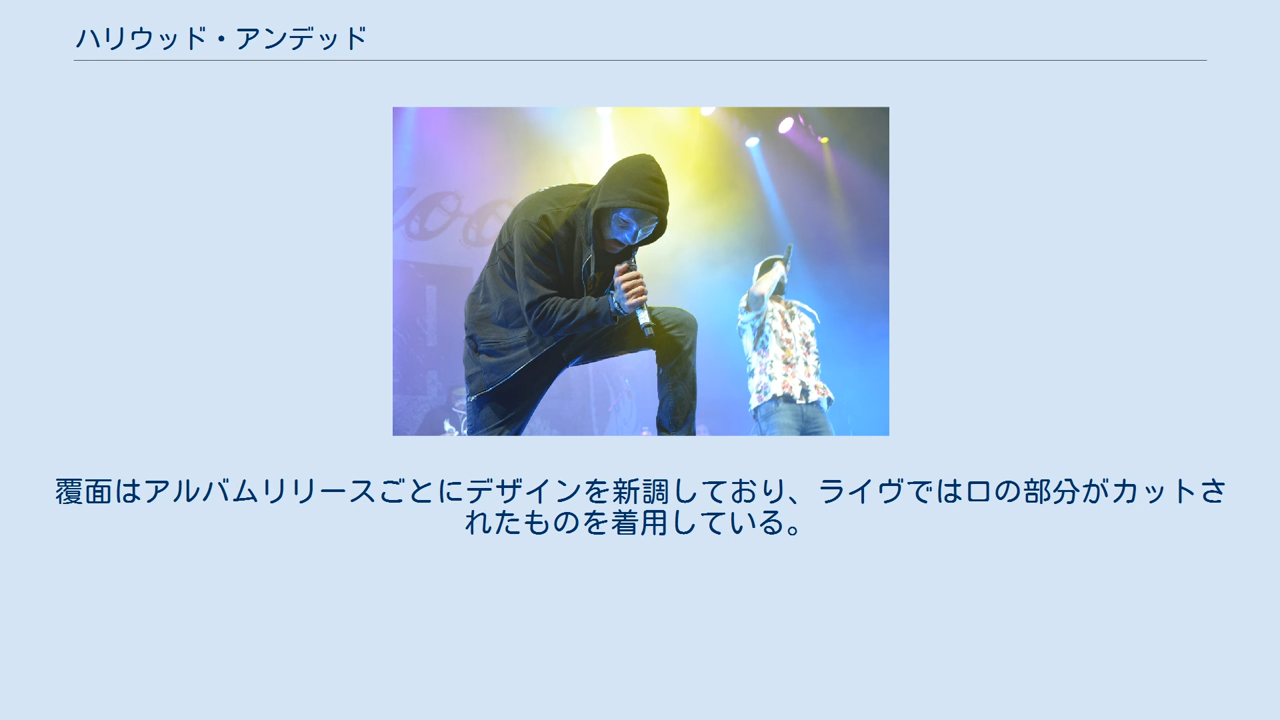 ハリウッド・アンデッド
覆面はアルバムリリースごとにデザインを新調しており、ライヴでは口の部分がカットさ
れたものを着用している。